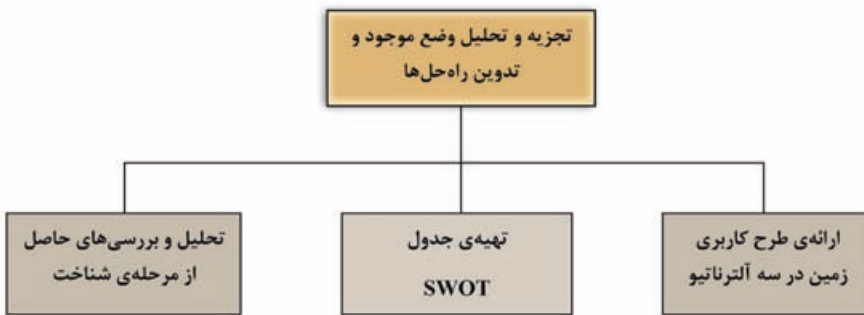 تجزیه و تحلیل وضع موجود و
تدوین راه‌حل‌ها
ارائه‌ی طرح کاربری
زمین در سه آلترناتیو
تهیه‌ی جدول
SWOT
تحلیل و بررسی‌های حاصل
از مرحله‌ی شناخت